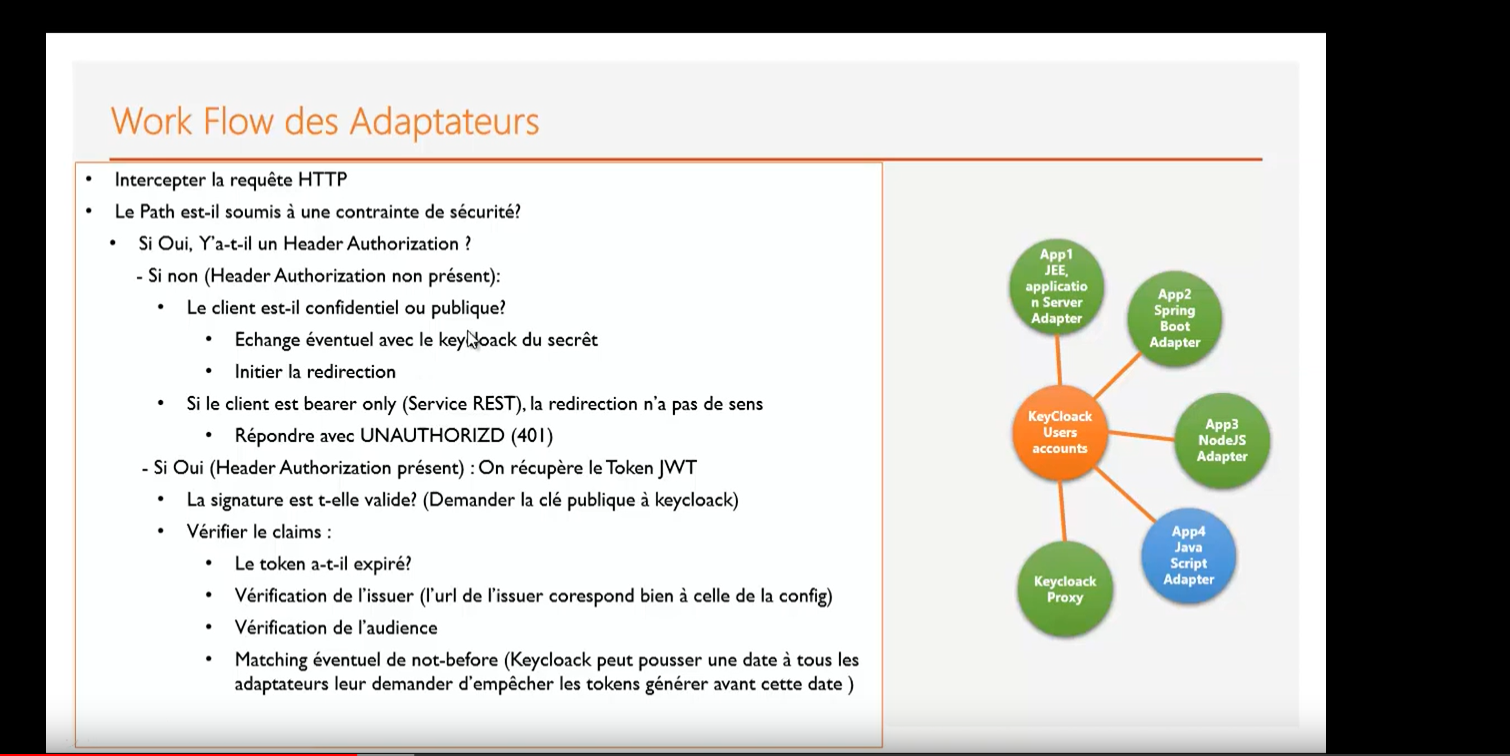 Work Flow des Adaptateurs
• Intercepter la requête HTTP
• Le Path est-il soumis à une contrainte de sécurité?
• Si Oui, Y'a-t-il un Header Authorization ?
- Si non (Header Authorization non présent):
• Le client est-il confidentiel ou publique?
• Echange éventuel avec le keycloack du secrêt
• Initier la redirection
• Si le client est bearer only (Service REST), la redirection n'a pas de sens
• Répondre avec UNAUTHORIZD (401)
- Si Oui (Header Authorization présent) : On récupère le Token JWT
• La signature est t-elle valide? (Demander la clé publique à keycloack)
• Vérifier le claims :
• Le token a-t-il expiré?
• Vérification de l'issuer (l'url de l'issuer corespond bien à celle de la config)
• Vérification de l'audience
• Matching éventuel de not-before (Keycloack peut pousser une date à tous les
adaptateurs leur demander d'empêcher les tokens générer avant cette date )
App1
JEE,
applicatio
n Server
Adapter
App2
Spring
Boot
Adapter
KeyCloack
Users
accounts
App3
NodeJS
Adapter
App4
Java
Script
Adapter
Keycloack
Proxy